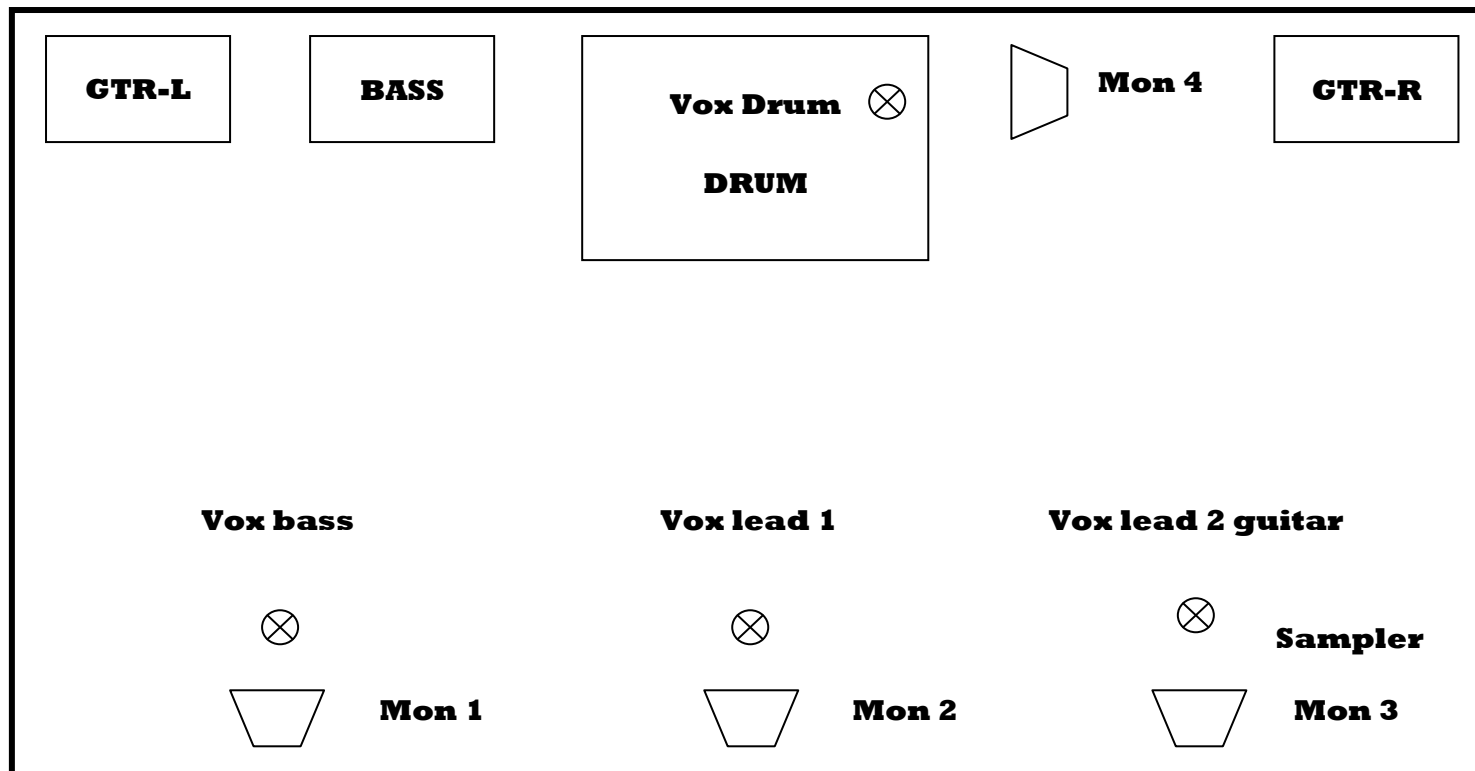 GTR-L
BASS
Vox Drum
DRUM
Mon 4
GTR-R
Vox bass
Vox lead 1
Vox lead 2 guitar
Sampler
Mon 1
Mon 2
Mon 3